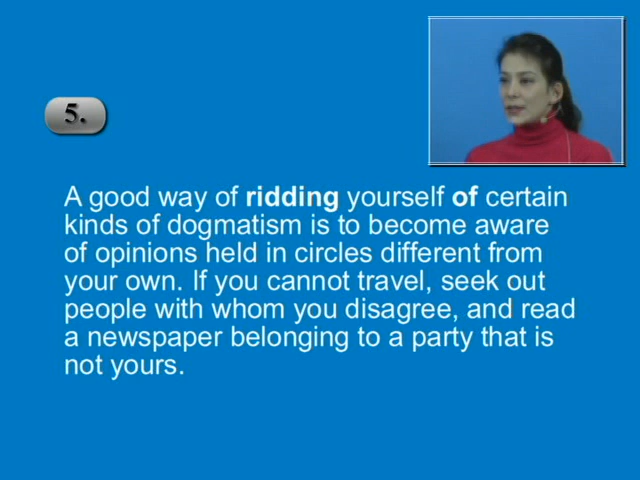 5.
A good way of ridding yourself of certain
kinds of dogmatism is to become aware
of opinions held in circles different from
your own. If you cannot travel, seek out
people with whom you disagree, and read
a newspaper belonging to a party that is
not yours.